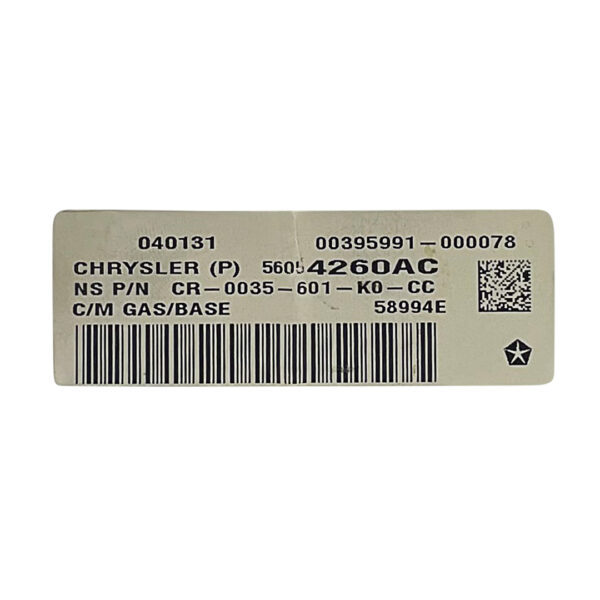 040131 00395991-000078
CHRYSLER (P) 56054260AC
NS P/N CR-0035-601-K0-CC
C/M GAS/BASE 58994E